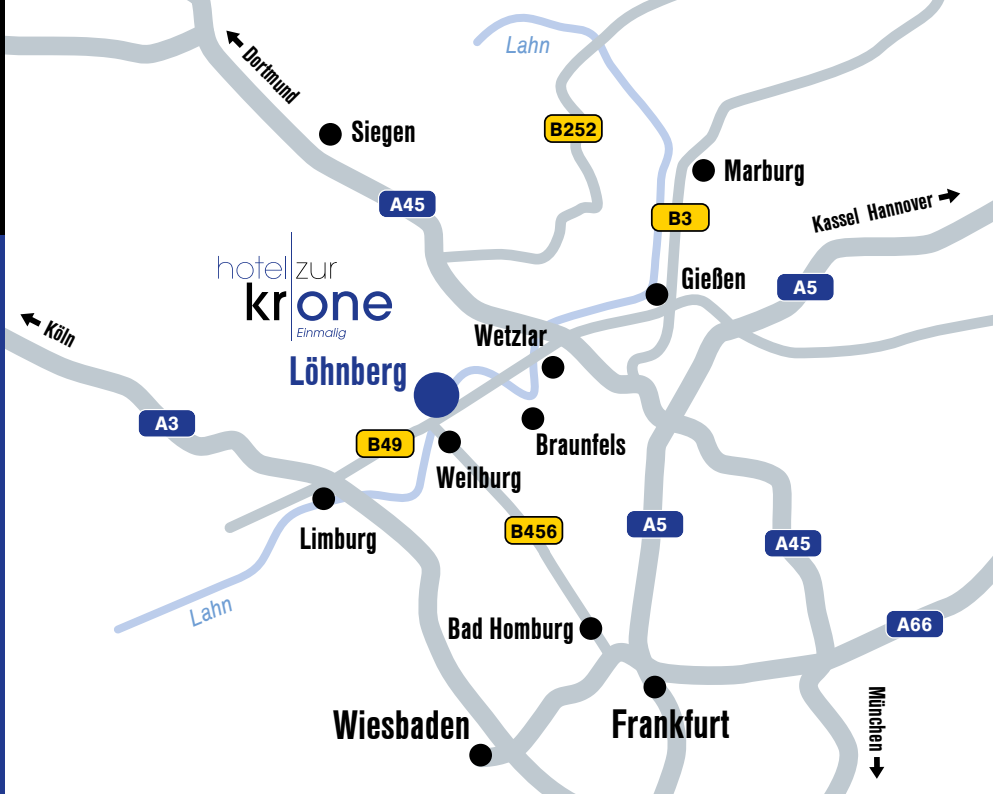 Lahn
Dortmund
B252
Siegen
Marburg
A45
Kassel Hannover
B3
hotel zur
krone
Einmalig
Gießen
A5
Köln
Wetzlar
Löhnberg
A3
B49
Braunfels
Weilburg
Limburg
B456
A5
A45
Lahn
Bad Homburg
A66
München
Wiesbaden
Frankfurt